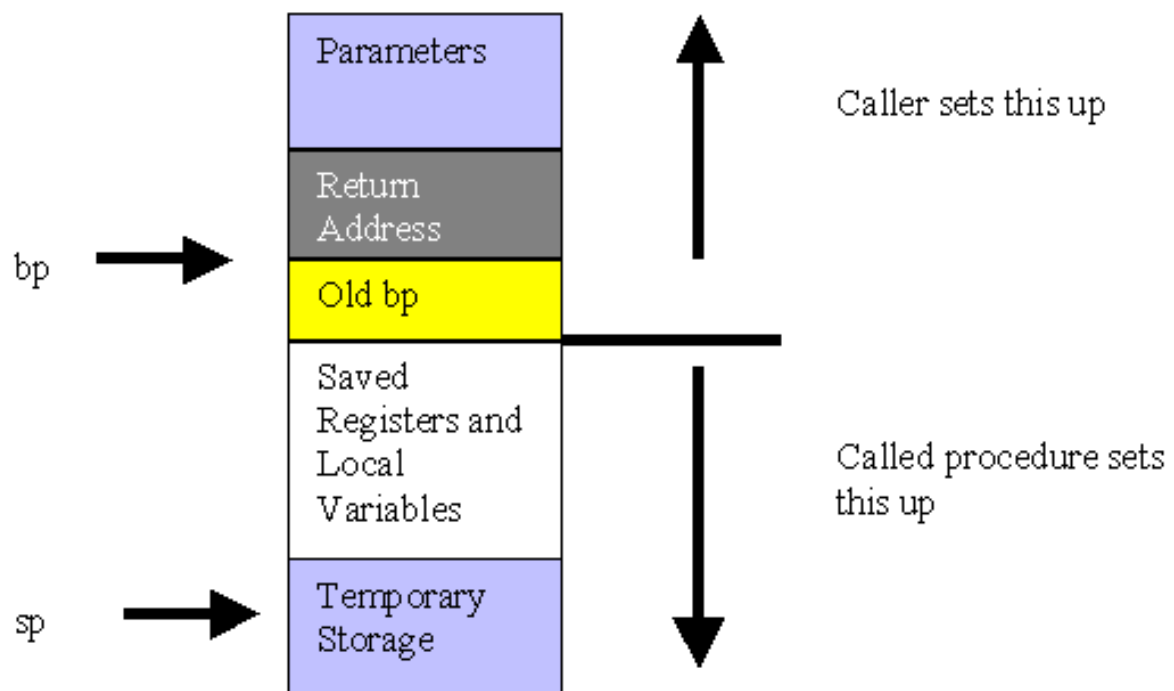 Parameters
Caller sets this up
Return
Address
bp
Old bp
Saved
Registers and
Local
Variables
Called procedure sets
this up
sp
Temporary
Storage